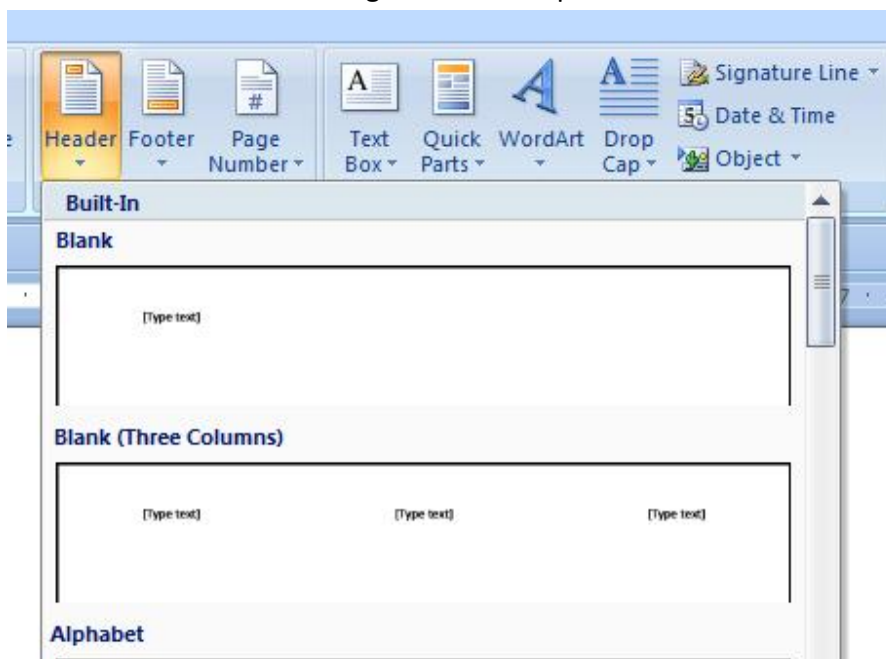 Signature Line
Date & Time
Object
Header Footer Page Number Text Box Quick Parts WordArt Drop Cap
Built-In
Blank
[Type text]
7
Blank (Three Columns)
[Type text] [Type text] [Type text]
Alphabet